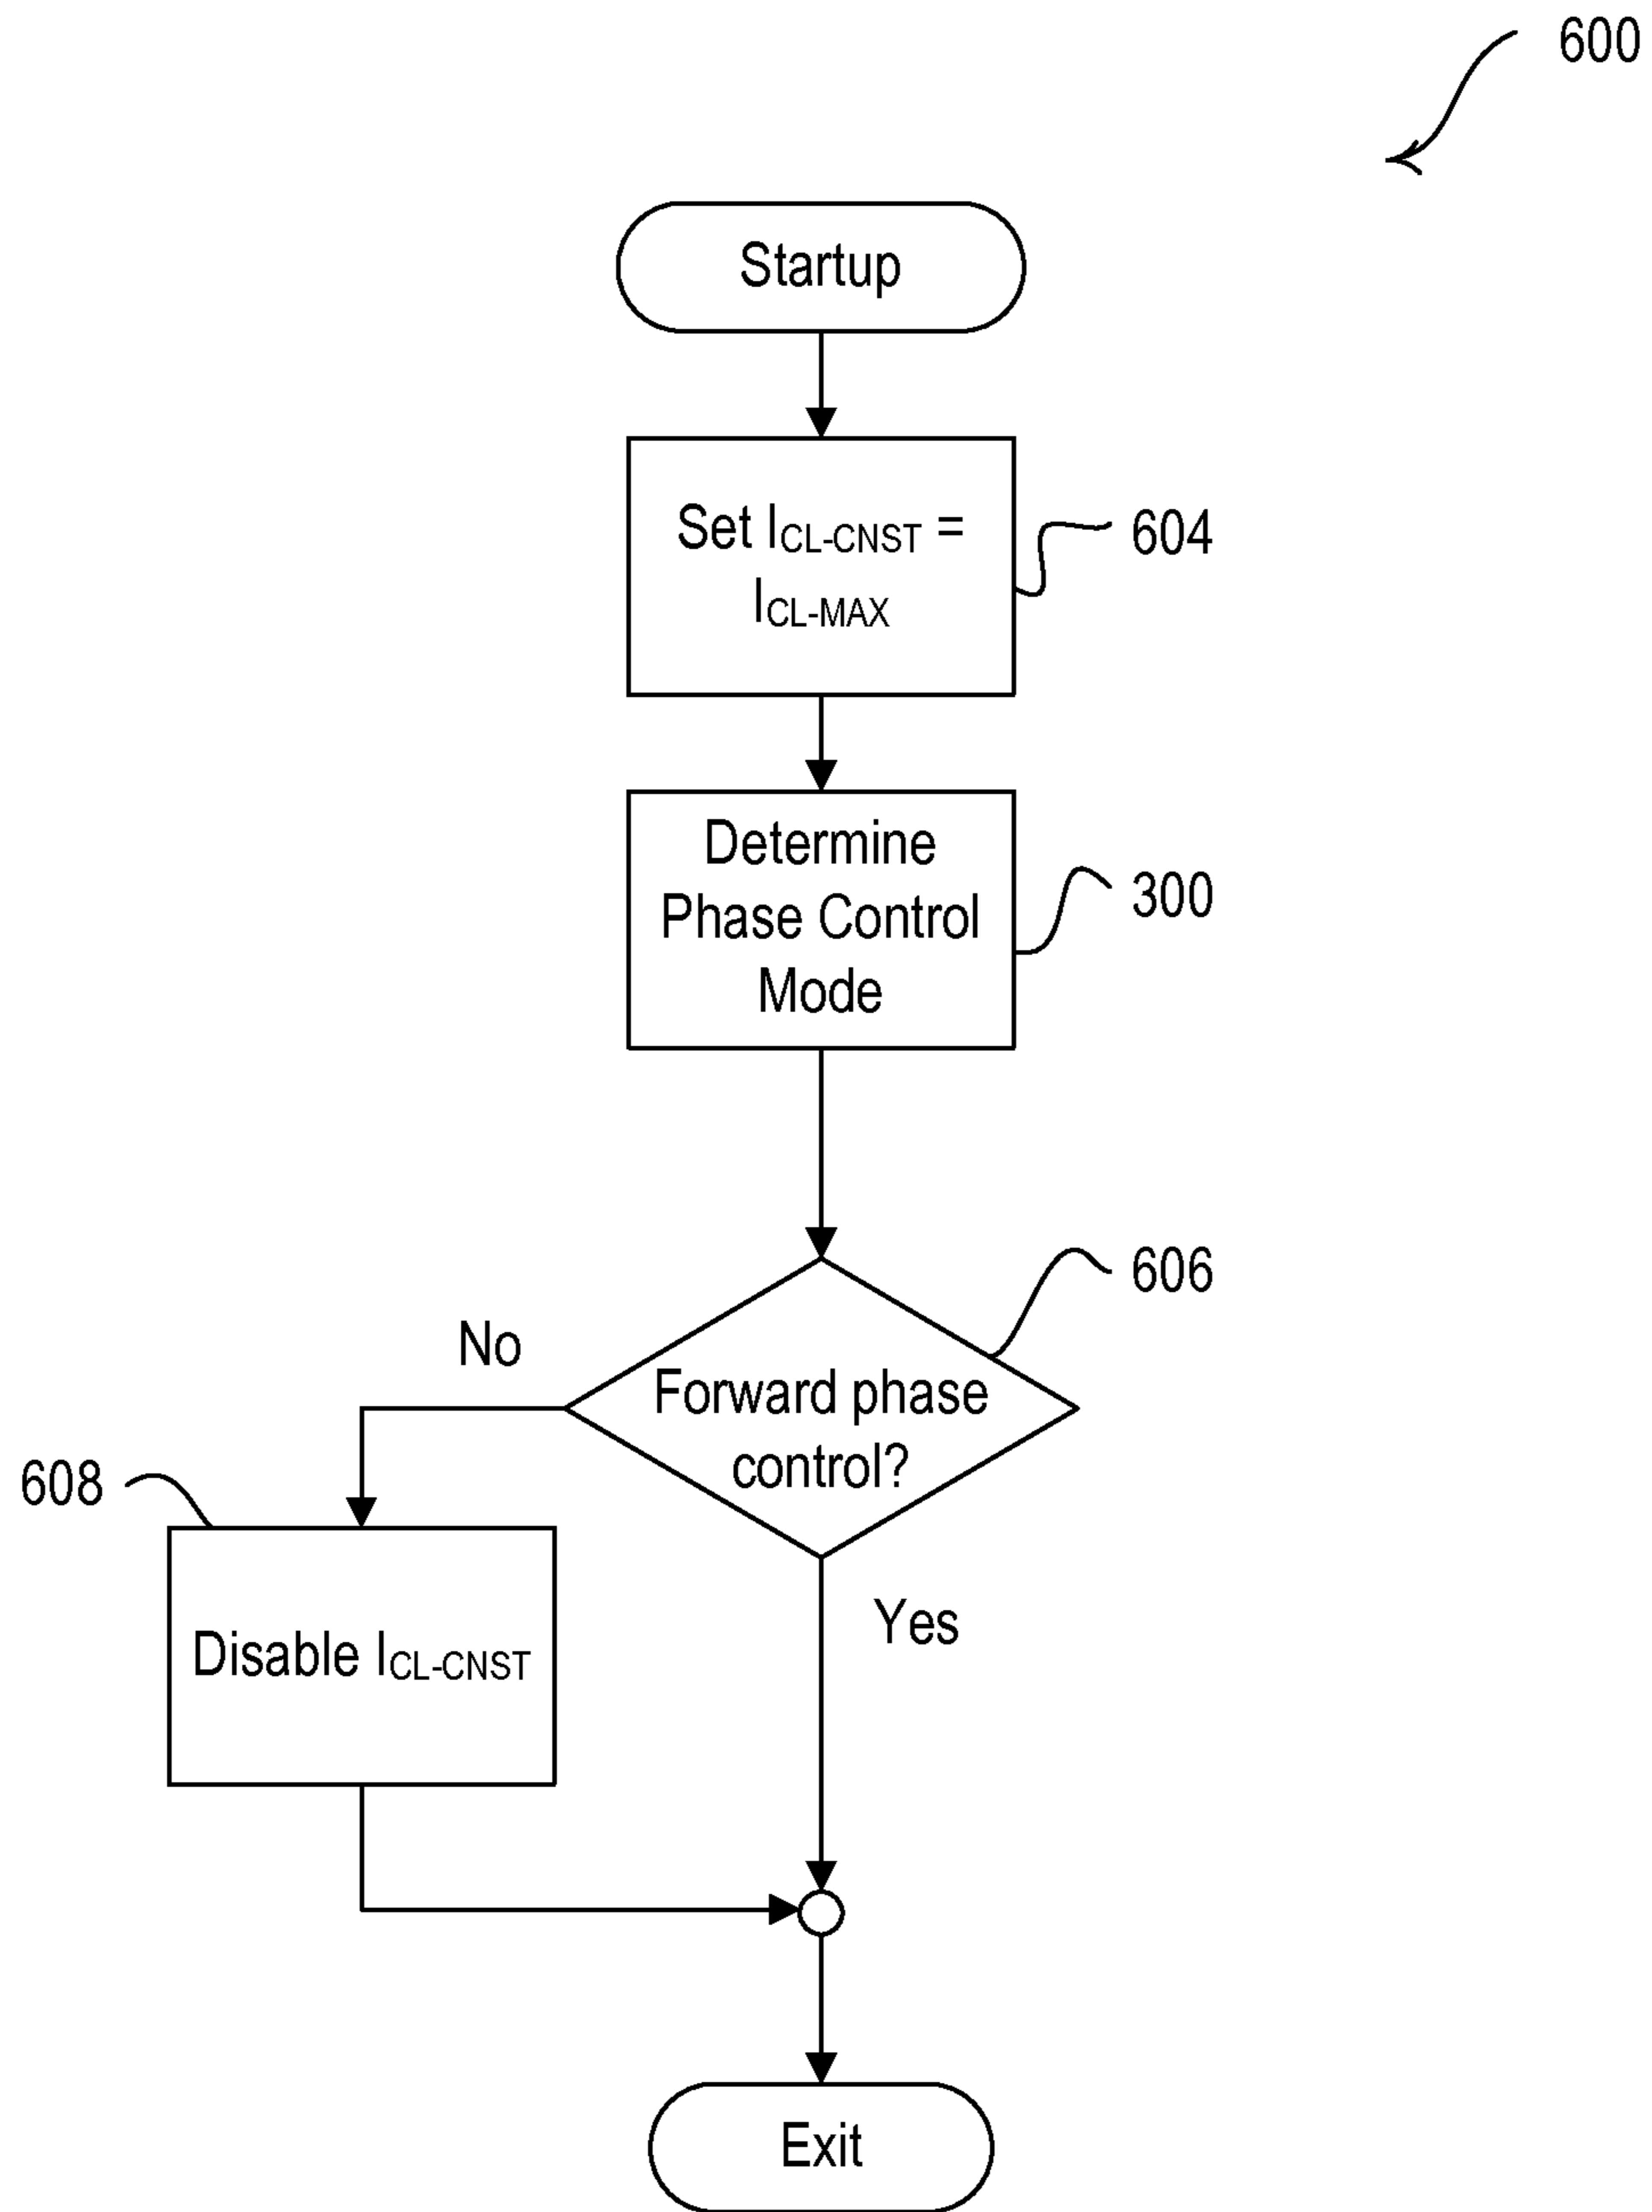 600
Startup
Set ICL-CNST =
ICL-MAX
604
Determine
Phase Control
Mode
300
606
No
Forward phase
control?
608
Yes
Disable ICL-CNST
Exit